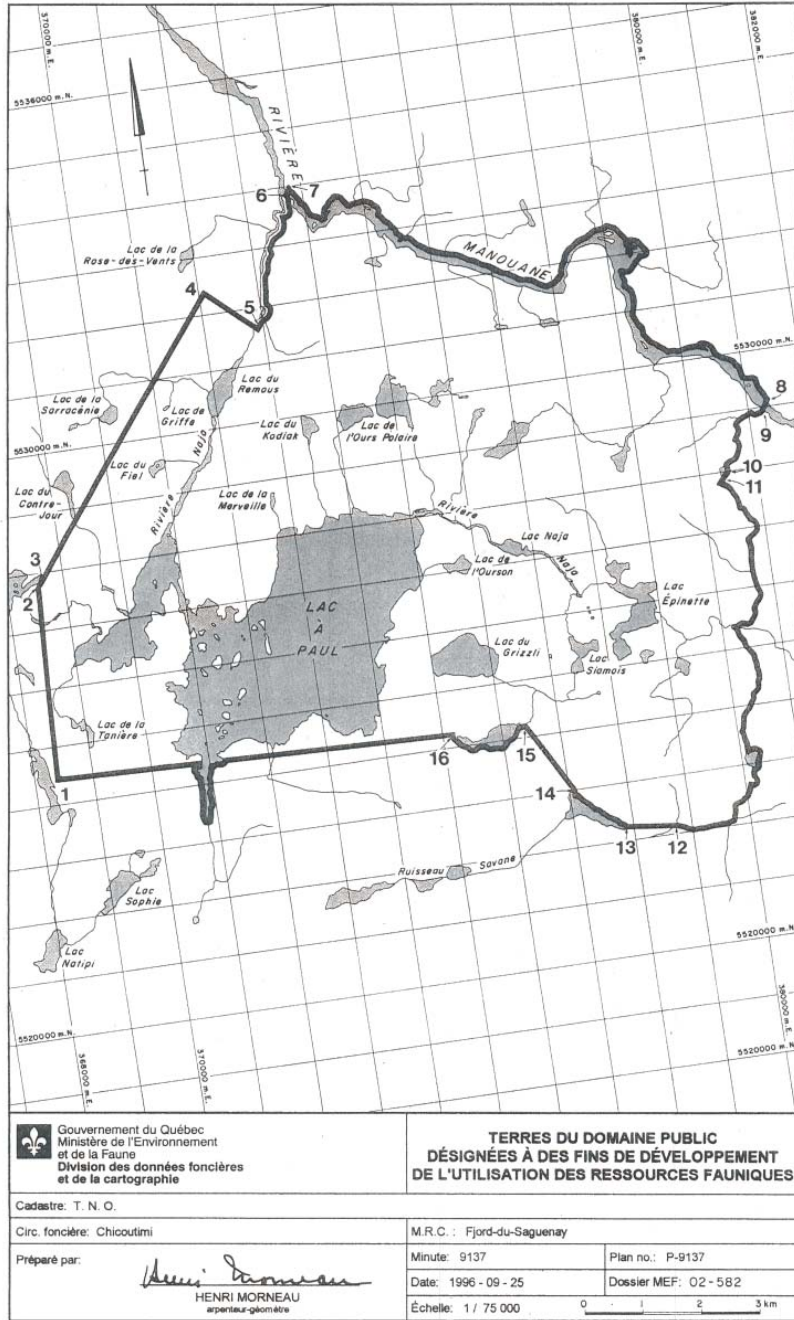 370000 m.E.
380000 m.E.
382000 m.E.
5536000 m.N.
RIVIÈRE
6
7
Lac de la
Rose-des-Vents
MANOUANE
4
5
5530000 m.N.
Lac du
Remous
8
Lac de la
Sarracénie
Lac de
Griffe
Lac du
Kodiak
Lac de
l'Ours Polaire
9
5530000 m.N.
Rivière Naja
Lac du
Fiel
10
11
Lac du
Contre-
Jour
Lac de la
Merveille
Rivière Naja
Lac Naja
3
2
Lac de
l'Ourson
LAC
À
PAUL
Lac
Épinette
Lac du
Grizzli
Lac
Siamois
Lac de la
Tanière
16
15
1
14
13
12
Ruisseau Savane
Lac
Sophie
Lac
Natipi
5520000 m.N.
380000 m.E.
5520000 m.N.
5520000 m.N.
368000 m.E.
370000 m.E.
Gouvernement du Québec
Ministère de l'Environnement
et de la Faune
Division des données foncières
et de la cartographie
TERRES DU DOMAINE PUBLIC
DÉSIGNÉES À DES FINS DE DÉVELOPPEMENT
DE L'UTILISATION DES RESSOURCES FAUNIQUES
Cadastre: T. N. O.
Circ. foncière: Chicoutimi
M.R.C. : Fjord-du-Saguenay
Préparé par:
Henri Morneau
HENRI MORNEAU
arpenteur-géomètre
Minute: 9137
Plan no.: P-9137
Date: 1996 - 09 - 25
Dossier MEF: 02 - 582
Échelle: 1 / 75 000
0 1 2 3 km